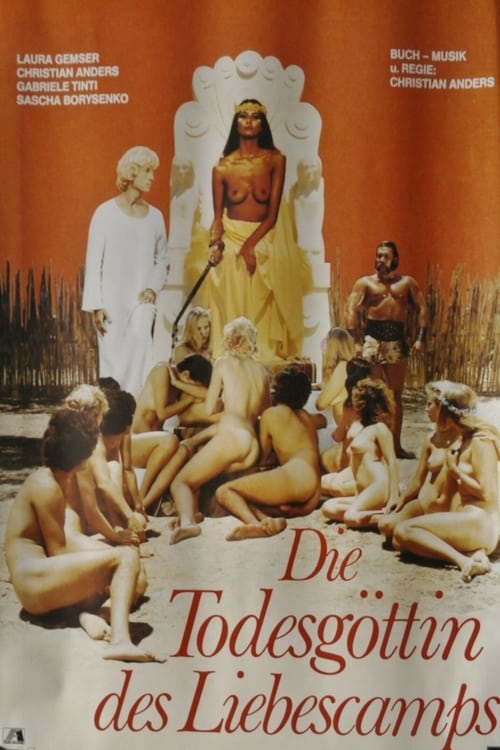 LAURA GEMSER
CHRISTIAN ANDERS
GABRIELE TINTI
SASCHA BORYSENKO
BUCH – MUSIK
u. REGIE:
CHRISTIAN ANDERS
Die
Todesgöttin
des Liebescamps